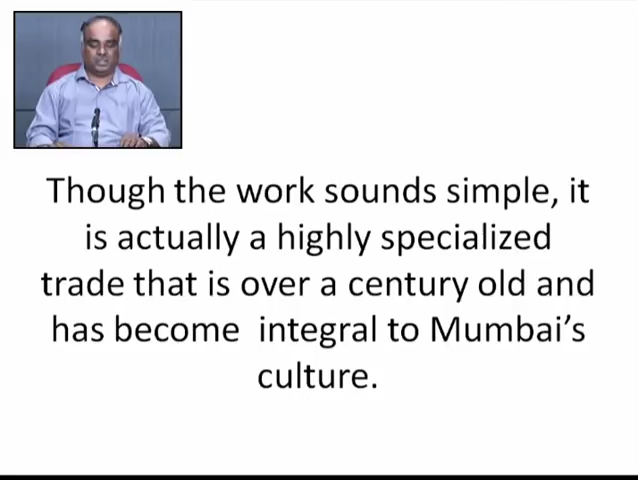 Though the work sounds simple, it
is actually a highly specialized
trade that is over a century old and
has become integral to Mumbai’s
culture.